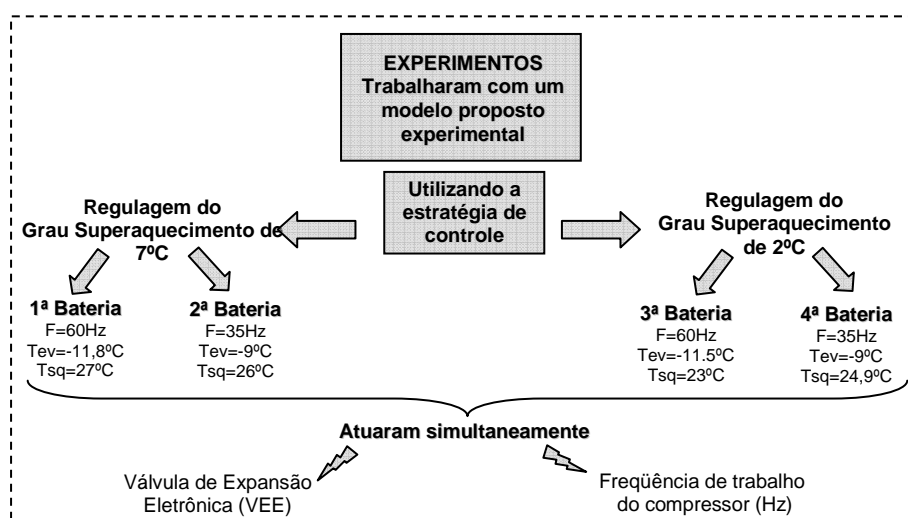 EXPERIMENTOS
Trabalharam com um
modelo proposto
experimental
Utilizando a
estratégia de
controle
Regulagem do
Grau Superaquecimento de
7ºC
Regulagem do
Grau Superaquecimento
de 2ºC
1ª Bateria
F=60Hz
Tev=-11,8ºC
Tsq=27ºC
2ª Bateria
F=35Hz
Tev=-9ºC
Tsq=26ºC
3ª Bateria
F=60Hz
Tev=-11.5ºC
Tsq=23ºC
4ª Bateria
F=35Hz
Tev=-9ºC
Tsq=24,9ºC
Atuaram simultaneamente
Válvula de Expansão
Eletrônica (VEE)
Freqüência de trabalho
do compressor (Hz)